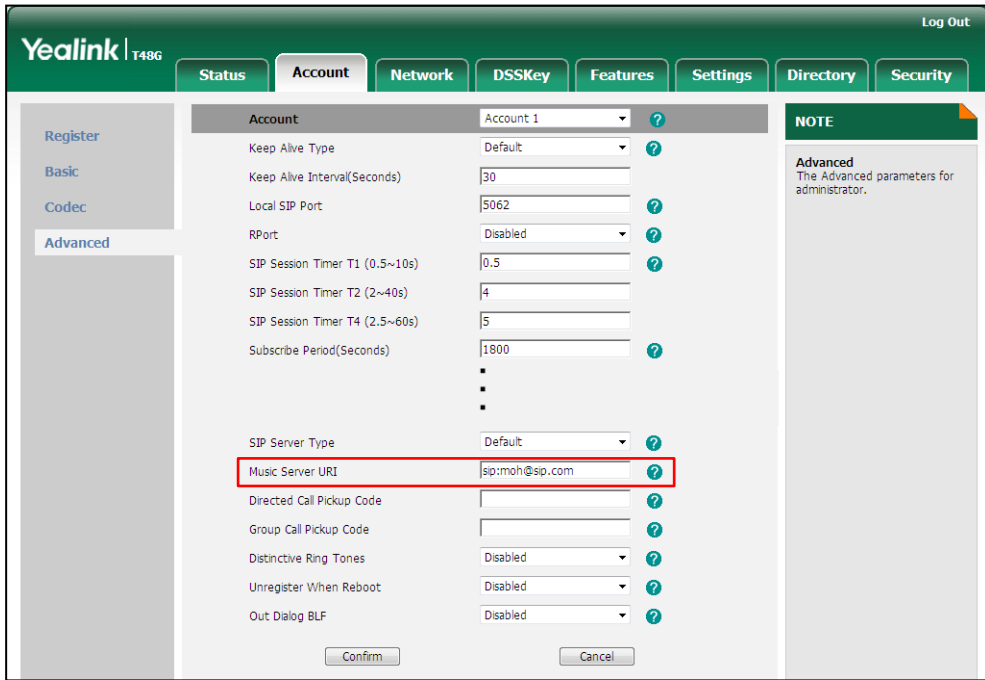 Log Out
Yealink | T48G
Status Account Network DSSKey Features Settings Directory Security
Register
Basic
Codec
Advanced
Account Account 1 ?
Keep Alive Type Default ?
Keep Alive Interval(Seconds) 30
Local SIP Port 5062 ?
RPort Disabled ?
SIP Session Timer T1 (0.5~10s) 0.5 ?
SIP Session Timer T2 (2~40s) 4
SIP Session Timer T4 (2.5~60s) 5
Subscribe Period(Seconds) 1800 ?
SIP Server Type Default ?
Music Server URI sip:moh@sip.com ?
Directed Call Pickup Code ?
Group Call Pickup Code ?
Distinctive Ring Tones Disabled ?
Unregister When Reboot Disabled ?
Out Dialog BLF Disabled ?
Confirm Cancel
NOTE
Advanced
The Advanced parameters for
administrator.